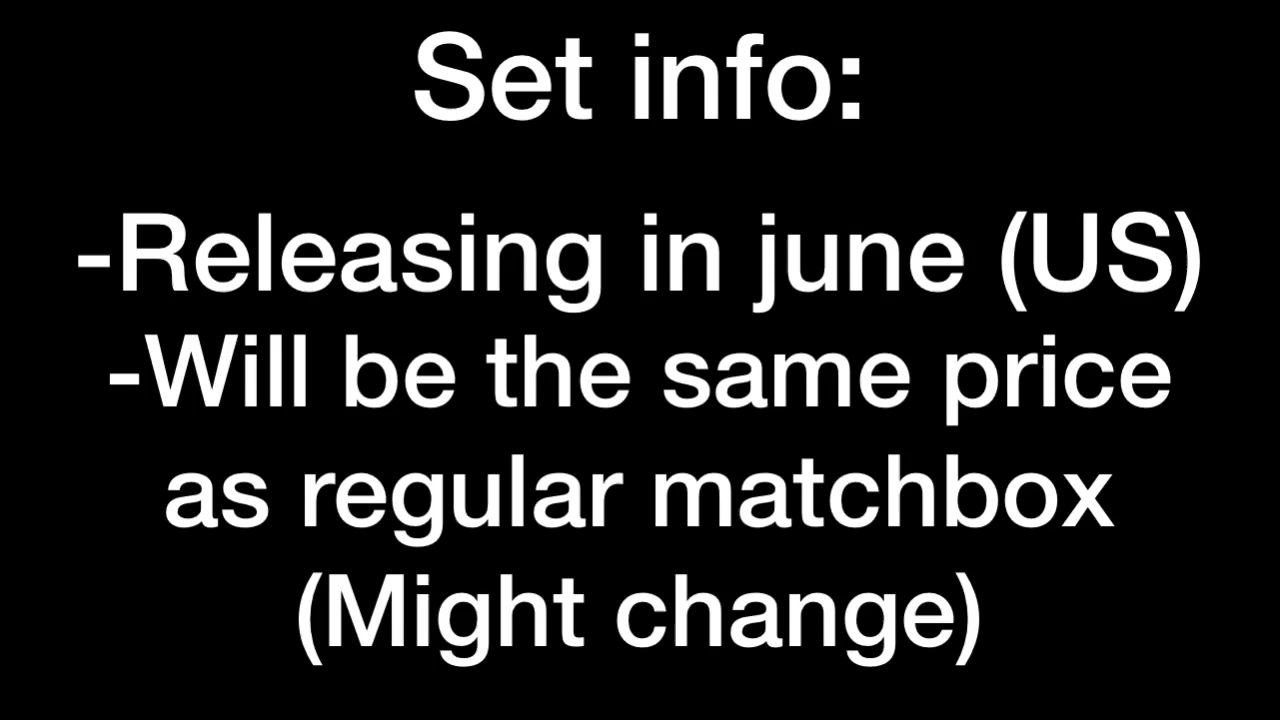 Set info:
-Releasing in june (US)
-Will be the same price
as regular matchbox
(Might change)